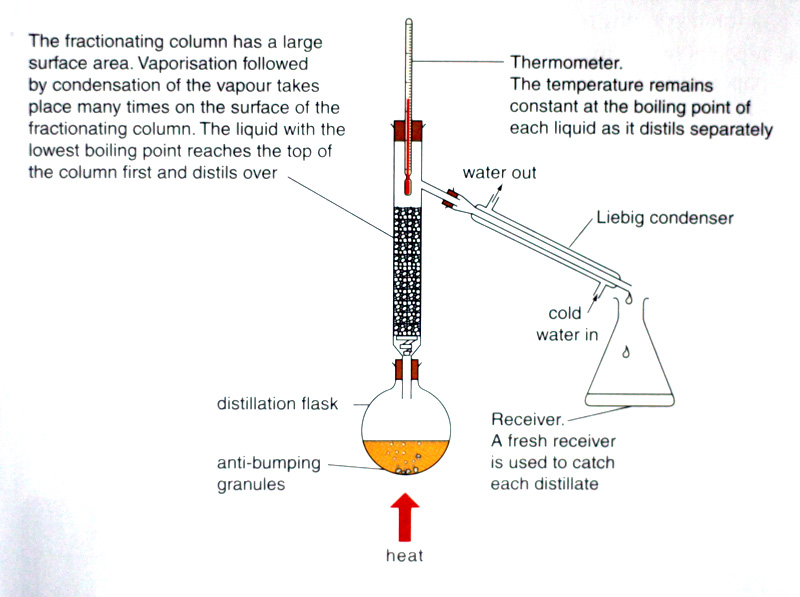 The fractionating column has a large
surface area. Vaporisation followed
by condensation of the vapour takes
place many times on the surface of the
fractionating column. The liquid with the
lowest boiling point reaches the top of
the column first and distils over
Thermometer.
The temperature remains
constant at the boiling point of
each liquid as it distils separately
water out
Liebig condenser
cold
water in
distillation flask
Receiver.
A fresh receiver
is used to catch
each distillate
anti-bumping
granules
heat